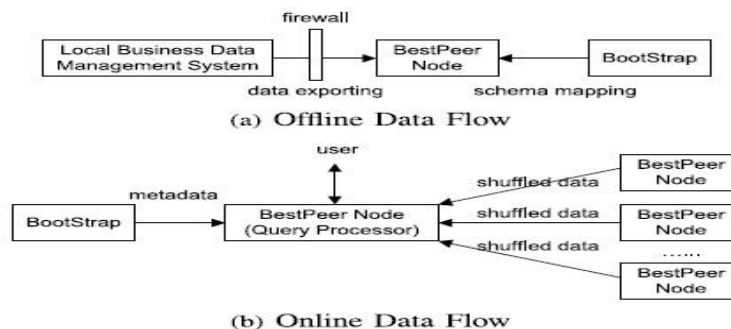 firewall
Local Business Data
Management System
BestPeer
Node
BootStrap
data exporting
schema mapping
(a) Offline Data Flow
user
metadata
BootStrap
BestPeer Node
(Query Processor)
shuffled data
shuffled data
shuffled data
BestPeer
Node
BestPeer
Node
......
BestPeer
Node
(b) Online Data Flow